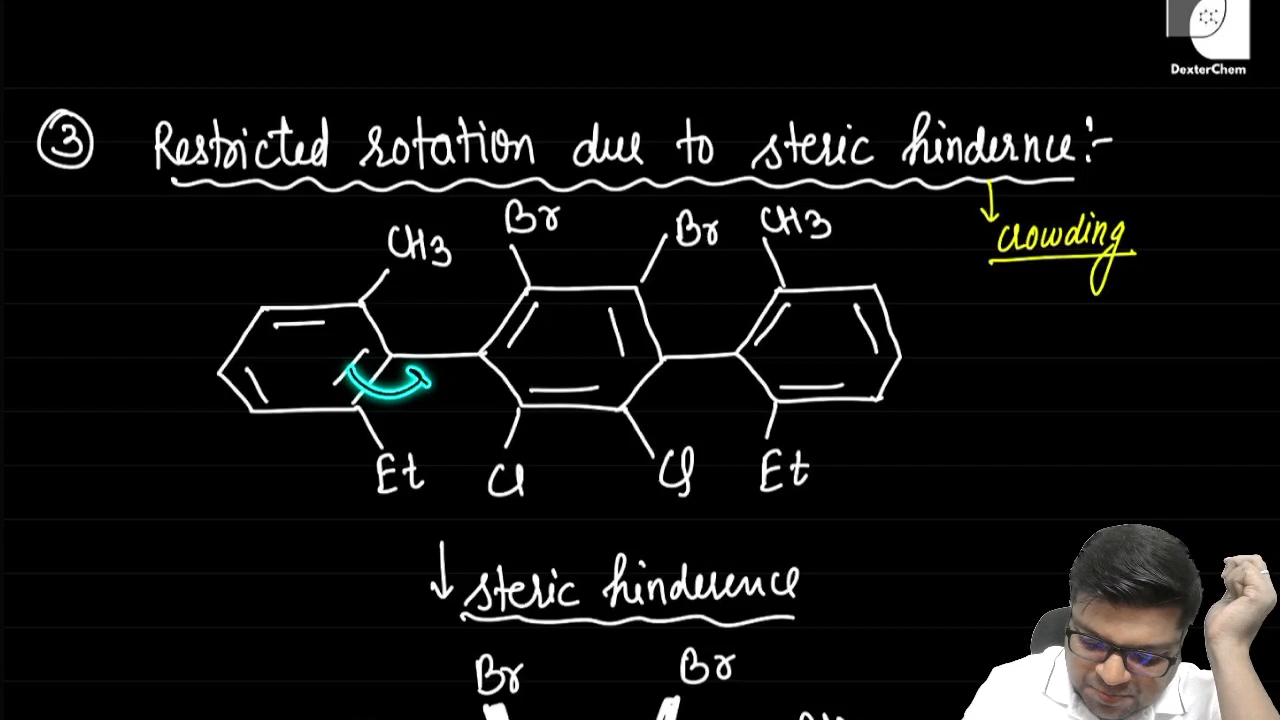 DexterChem
③ Restricted rotation due to steric hindernce:-
crowding
CH3 Br Br CH3
Et Cl Cl Et
steric hinderence
Br Br